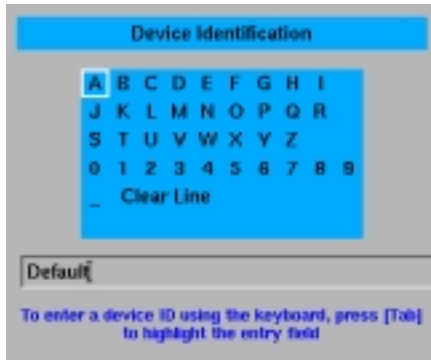 Device Identification
A B C D E F G H I
J K L M N O P Q R
S T U V W X Y Z
0 1 2 3 4 5 6 7 8 9
_ Clear Line
Default
To enter a device ID using the keyboard, press [Tab]
to highlight the entry field